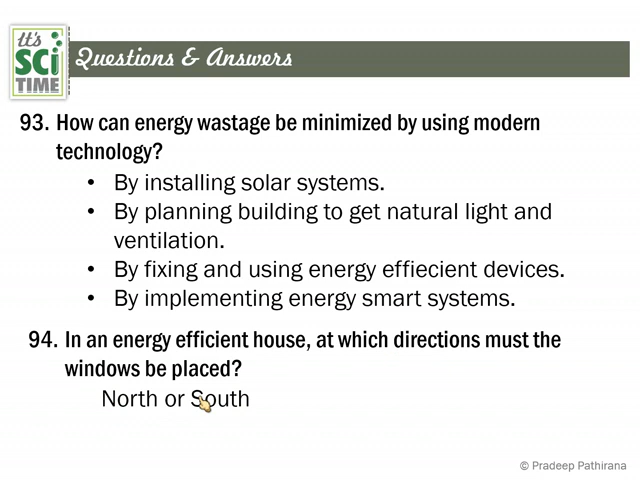 It's
SCi
TIME
Questions & Answers
93. How can energy wastage be minimized by using modern
technology?
• By installing solar systems.
• By planning building to get natural light and
ventilation.
• By fixing and using energy effiecient devices.
• By implementing energy smart systems.
94. In an energy efficient house, at which directions must the
windows be placed?
North or South
© Pradeep Pathirana